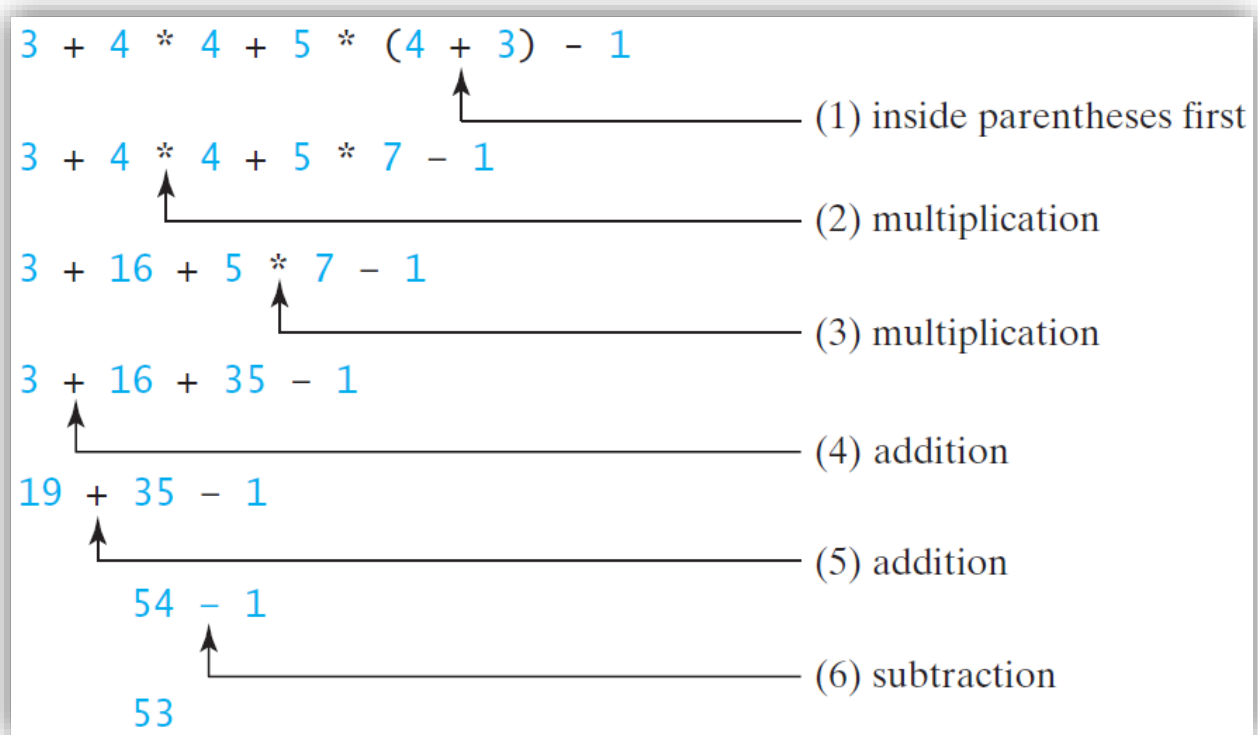 3 + 4 * 4 + 5 * (4 + 3) - 1
(1) inside parentheses first
3 + 4 * 4 + 5 * 7 – 1
(2) multiplication
3 + 16 + 5 * 7 – 1
(3) multiplication
3 + 16 + 35 – 1
(4) addition
19 + 35 – 1
(5) addition
54 – 1
(6) subtraction
53